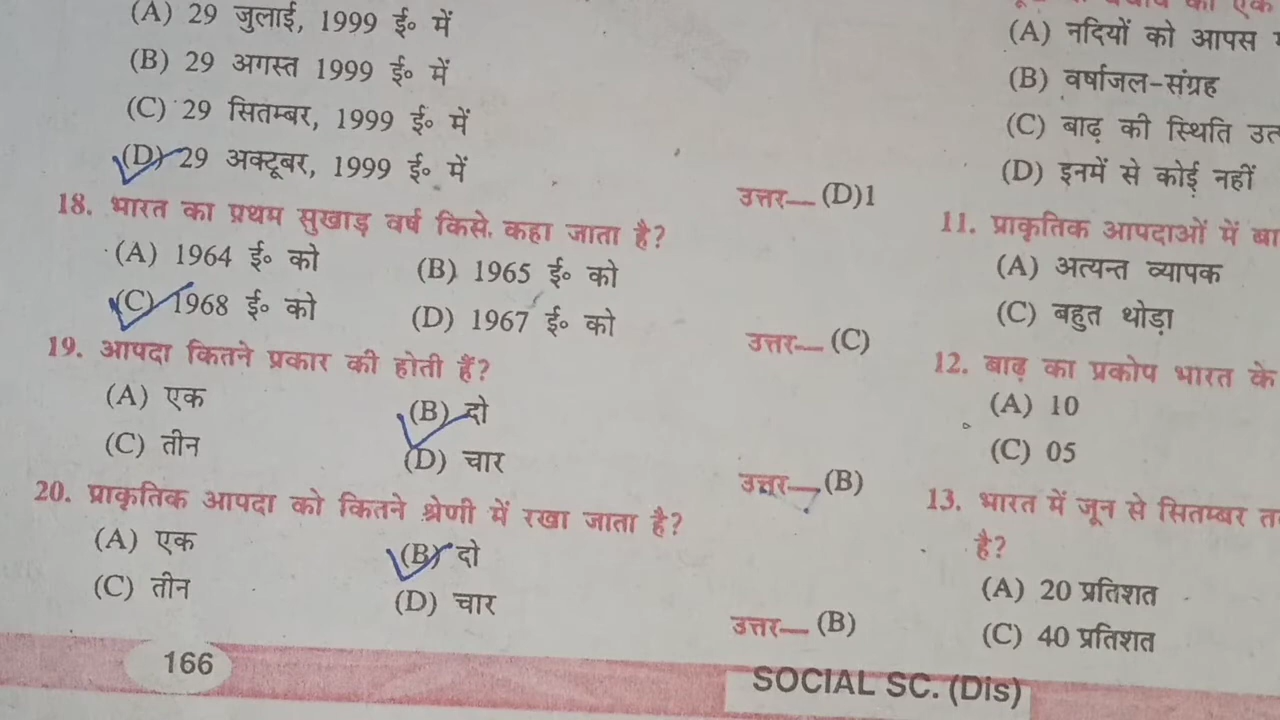 (A) 29 जुलाई, 1999 ई० में
(B) 29 अगस्त 1999 ई० में
(C) 29 सितम्बर, 1999 ई० में
(D) 29 अक्टूबर, 1999 ई० में
उत्तर— (D)1
18. भारत का प्रथम सुखाड़ वर्ष किसे कहा जाता है?
(A) 1964 ई० को (B) 1965 ई० को
(C) 1968 ई० को (D) 1967 ई० को
उत्तर— (C)
19. आपदा कितने प्रकार की होती हैं?
(A) एक (B) दो
(C) तीन (D) चार
उत्तर— (B)
20. प्राकृतिक आपदा को कितने श्रेणी में रखा जाता है?
(A) एक (B) दो
(C) तीन (D) चार
उत्तर— (B)
166
SOCIAL SC. (Dis)
(A) नदियों को आपस
(B) वर्षाजल-संग्रह
(C) बाढ़ की स्थिति
(D) इनमें से कोई नहीं
11. प्राकृतिक आपदाओं में
(A) अत्यन्त व्यापक
(C) बहुत थोड़ा
12. बाढ़ का प्रकोप भारत के
(A) 10
(C) 05
13. भारत में जून से सितम्बर
है?
(A) 20 प्रतिशत
(C) 40 प्रतिशत